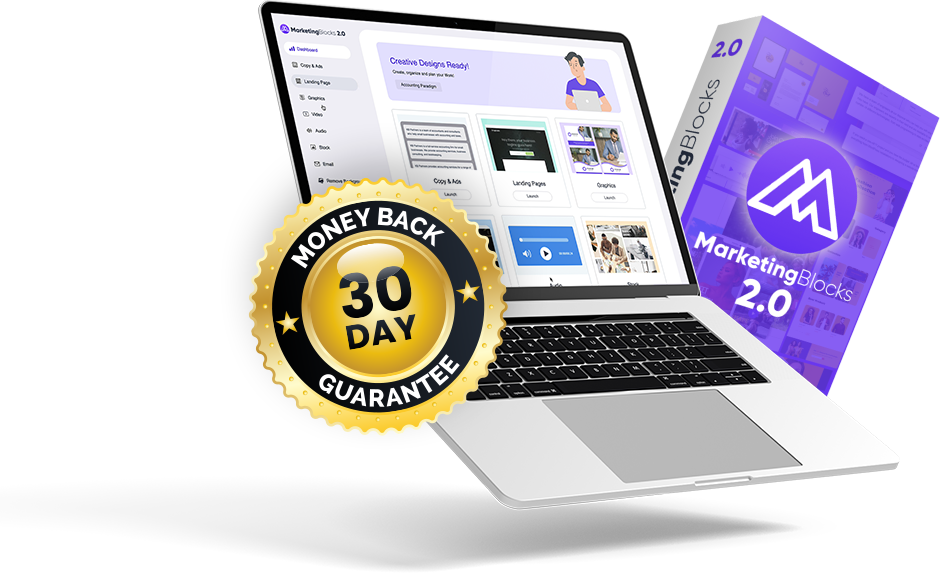 MarketingBlocks 2.0
Dashboard
Copy & Ads
Landing Page
Graphics
Video
Audio
Stock
Email
Creative Designs Ready!
Create, organize and plan your Work!
Accounting Paradigm
Copy & Ads
Launch
Landing Pages
Launch
Graphics
Launch
MONEY BACK
30
DAY
GUARANTEE
2.0
MarketingBlocks
2.0